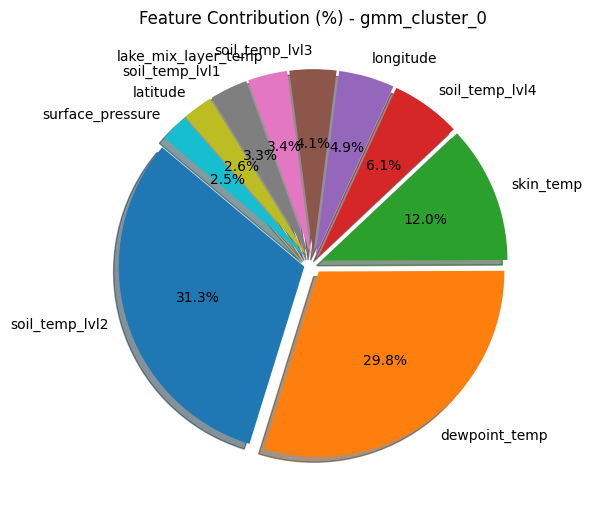 Feature Contribution (%) - gmm_cluster_0
soil_temp_lvl3
lake_mix_layer_temp
longitude
soil_temp_lvl1
soil_temp_lvl4
latitude
surface_pressure
skin_temp
soil_temp_lvl2
dewpoint_temp
4.1%
3.4%
4.9%
3.3%
6.1%
2.6%
2.5%
12.0%
31.3%
29.8%